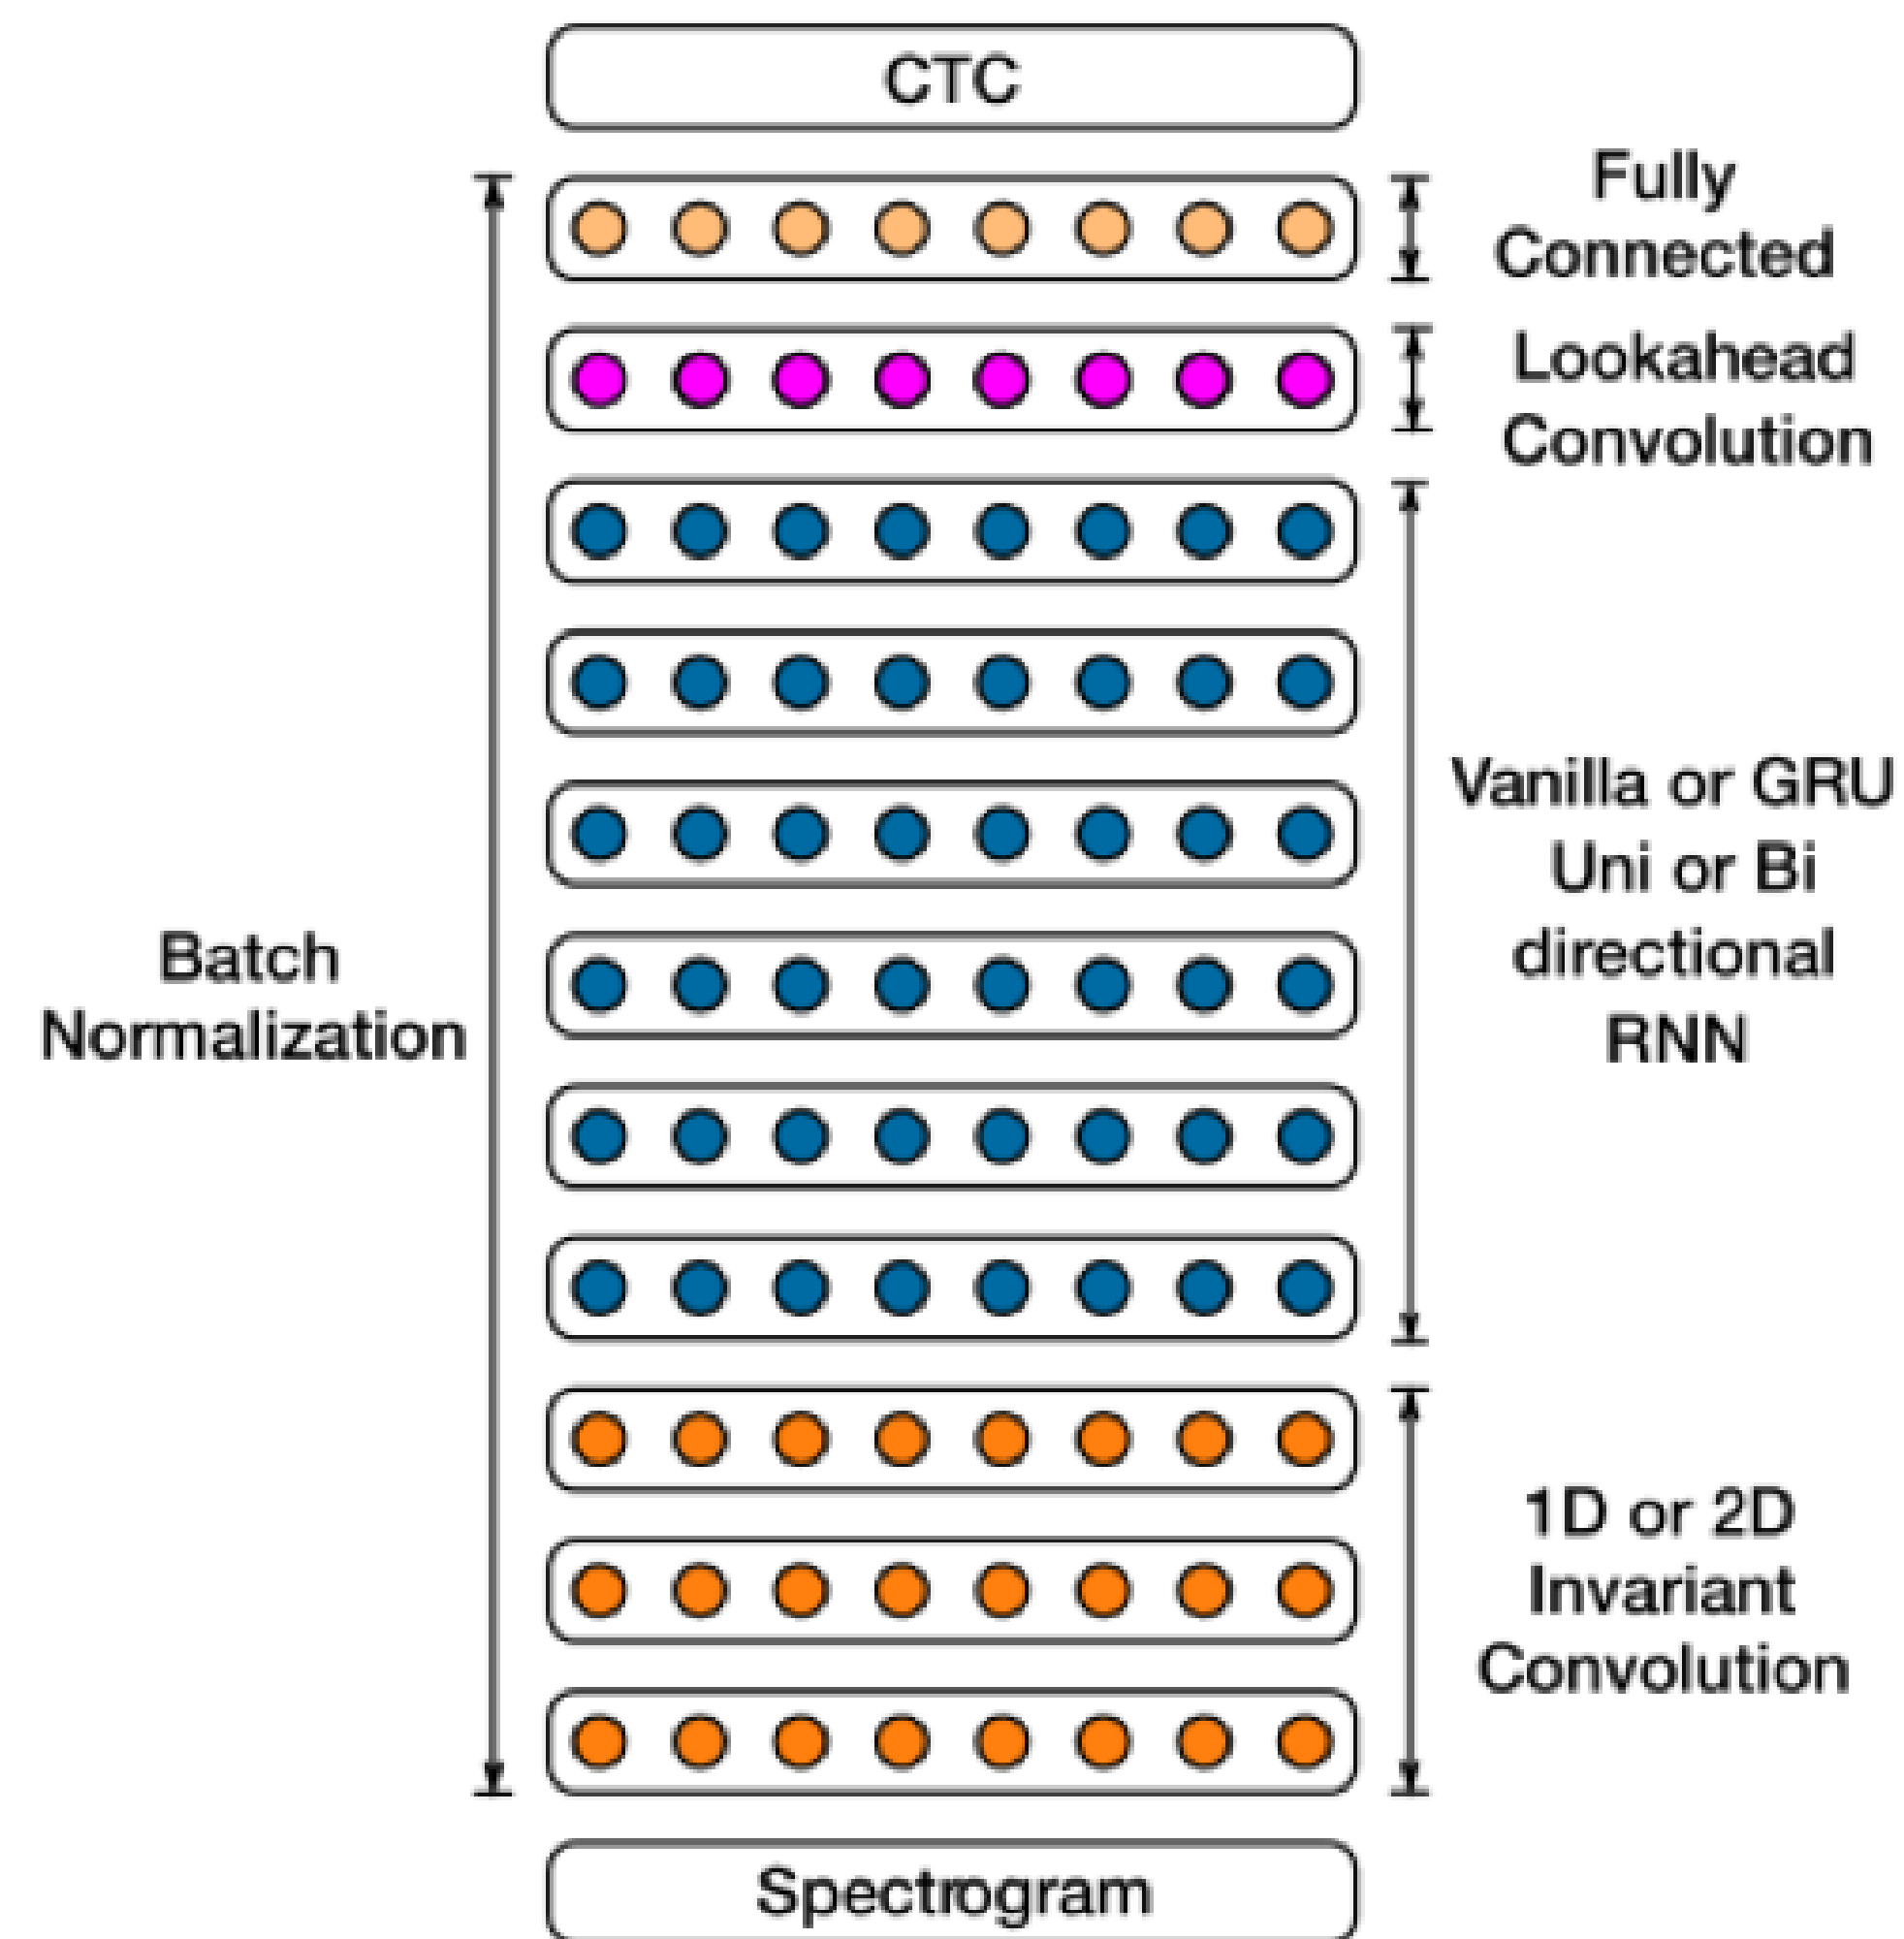 CTC
Fully
Connected
Lookahead
Convolution
Vanilla or GRU
Uni or Bi
directional
RNN
Batch
Normalization
1D or 2D
Invariant
Convolution
Spectrogram